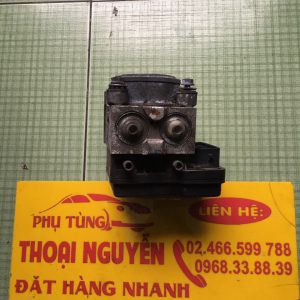 PHỤ TÙNG
LIÊN HỆ:
THOẠI NGUYỄN
02.466.599.788
0968.33.88.39
ĐẶT HÀNG NHANH